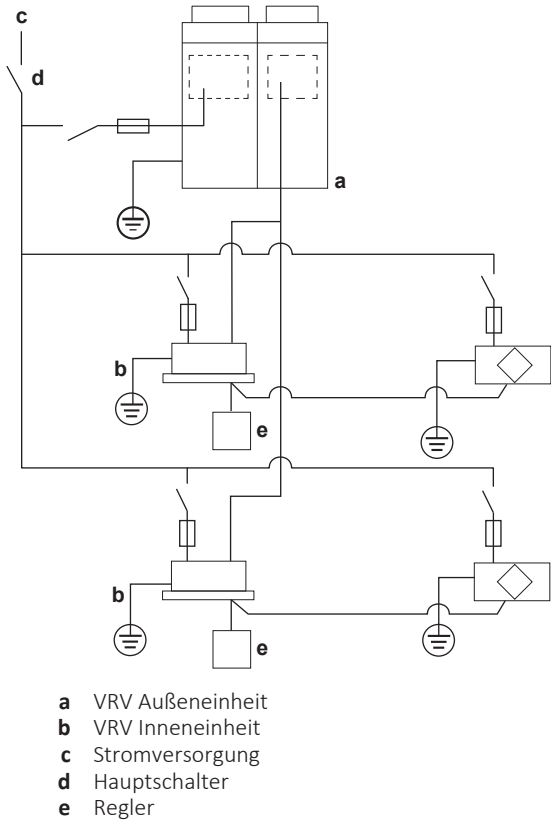 c
d
a
b
e
b
e
a VRV Außeneinheit
b VRV Inneneinheit
c Stromversorgung
d Hauptschalter
e Regler